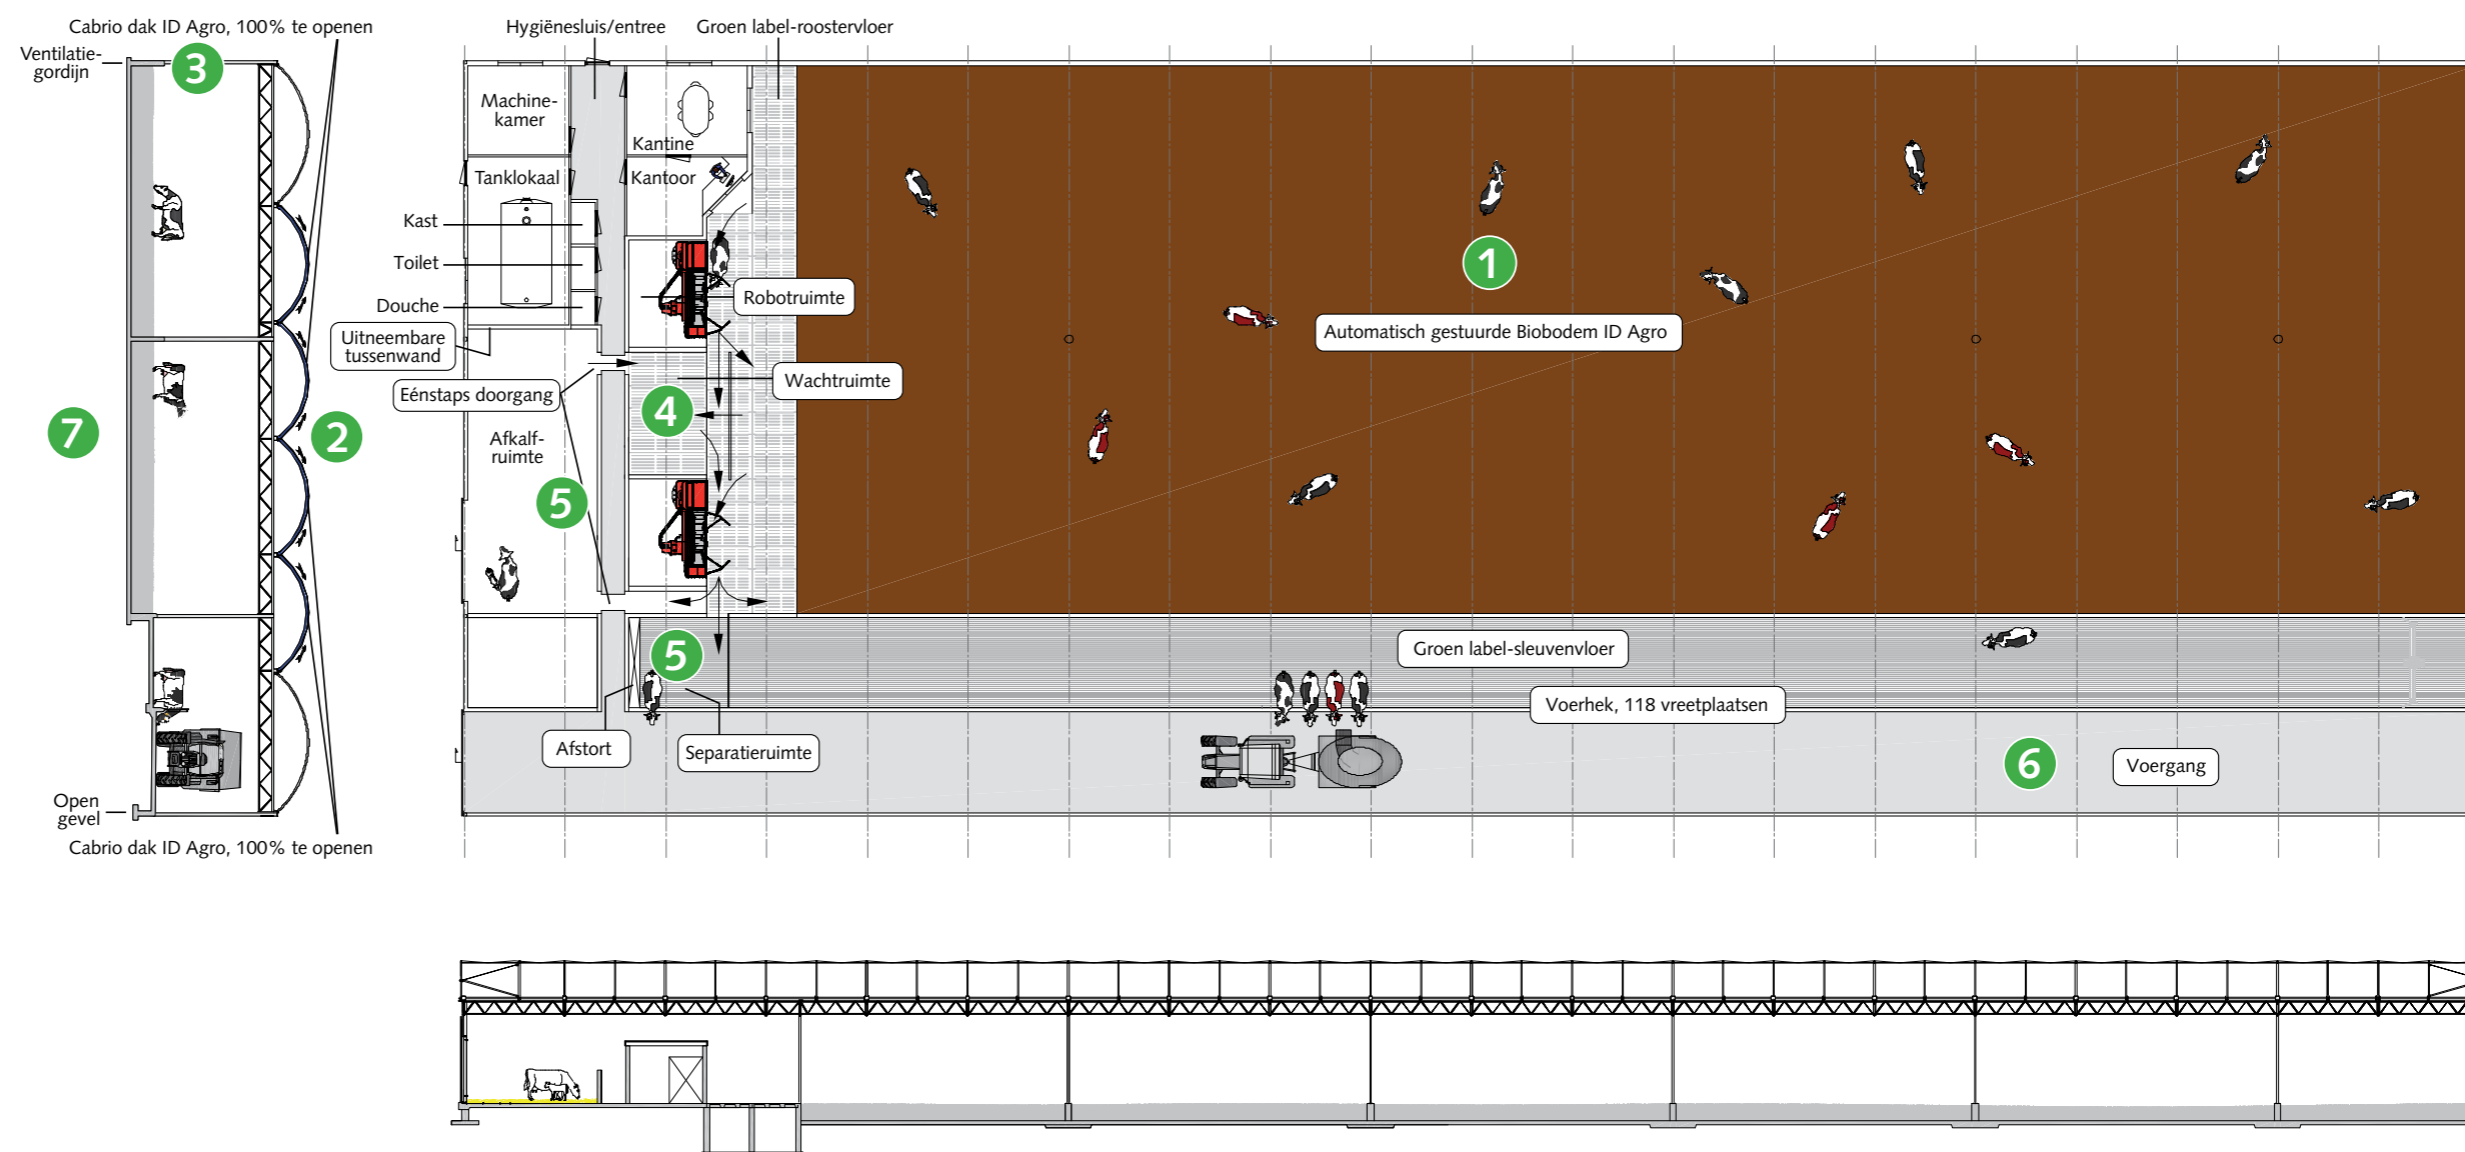 Cabrio dak ID Agro, 100% te openen
Ventilatie-
gordijn
3
7
2
Open
gevel
Cabrio dak ID Agro, 100% te openen
Hygiënesluis/entree
Groen label-roostervloer
Machine-
kamer
Kantine
Tanklokaal
Kantoor
Kast
Toilet
Douche
Robotruimte
Uitneembare
tussenwand
Wachtruimte
Eénstaps doorgang
4
Afkalf-
ruimte
5
1
Automatisch gestuurde Biobodem ID Agro
5
Groen label-sleuvenvloer
Voerhek, 118 vreetplaatsen
Afstort
Separatieruimte
6
Voergang